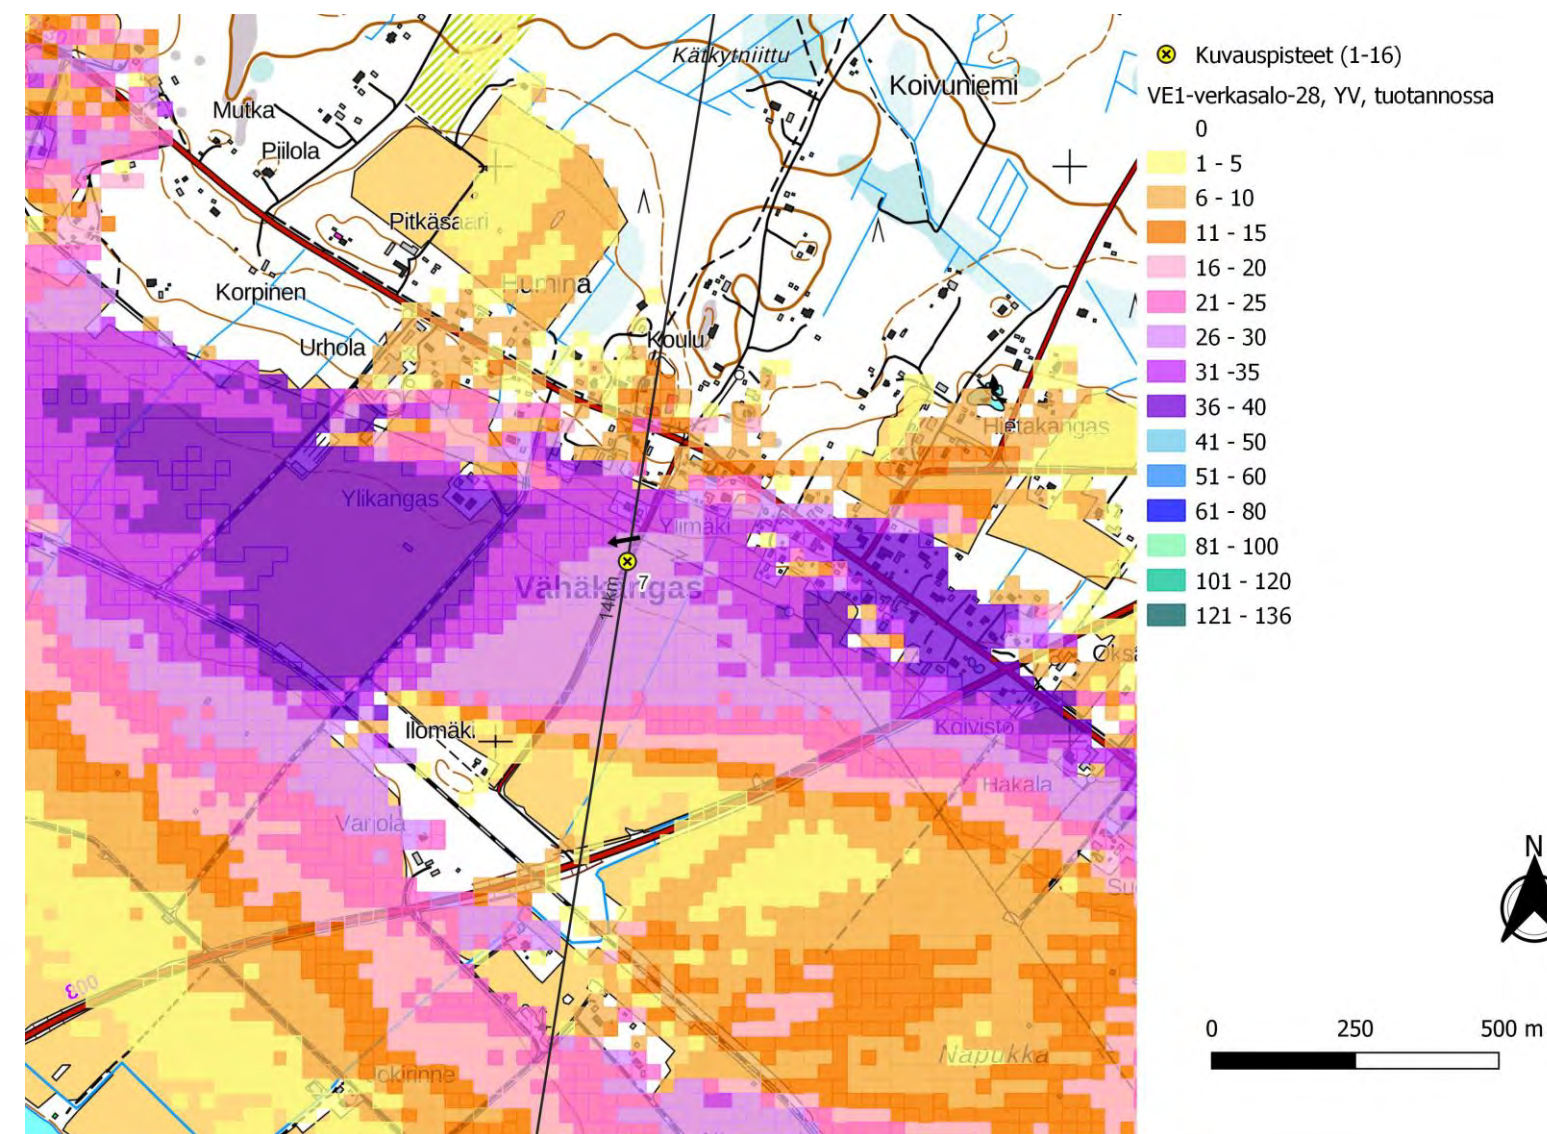 Kätkytniittu
Koivuniemi
Mutka
Piilola
Pitkäsaari
Humina
Korpinen
Urhola
Koulu
Hietakangas
Ylikangas
Ylimäki
7
Vähäkangas
14km
Koivisto
Ilomäki
Hakala
Varjola
Napukka
Jokirinne
Kuvauspisteet (1-16)
VE1-verkasalo-28, YV, tuotannossa
0
1 - 5
6 - 10
11 - 15
16 - 20
21 - 25
26 - 30
31 -35
36 - 40
41 - 50
51 - 60
61 - 80
81 - 100
101 - 120
121 - 136
N
0 250 500 m